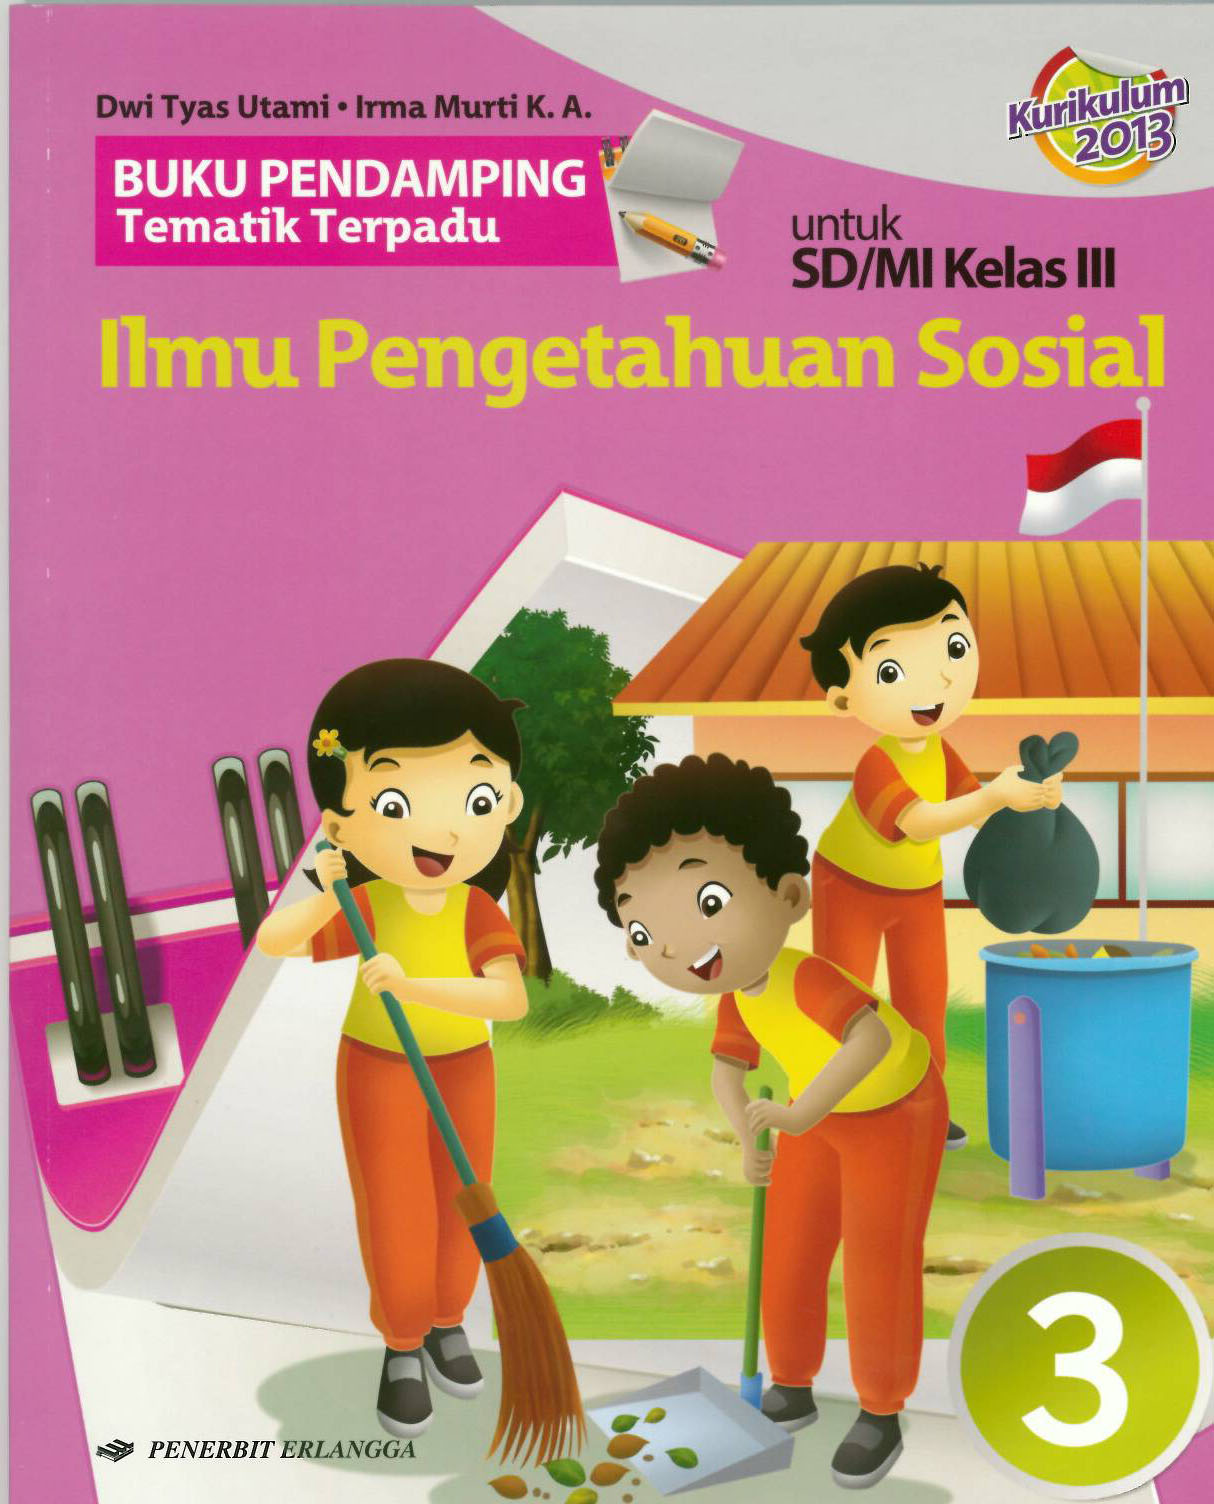 Dwi Tyas Utami • Irma Murti K. A.
BUKU PENDAMPING
Tematik Terpadu
Kurikulum
2013
untuk
SD/MI Kelas III
Ilmu Pengetahuan Sosial
3
PENERBIT ERLANGGA